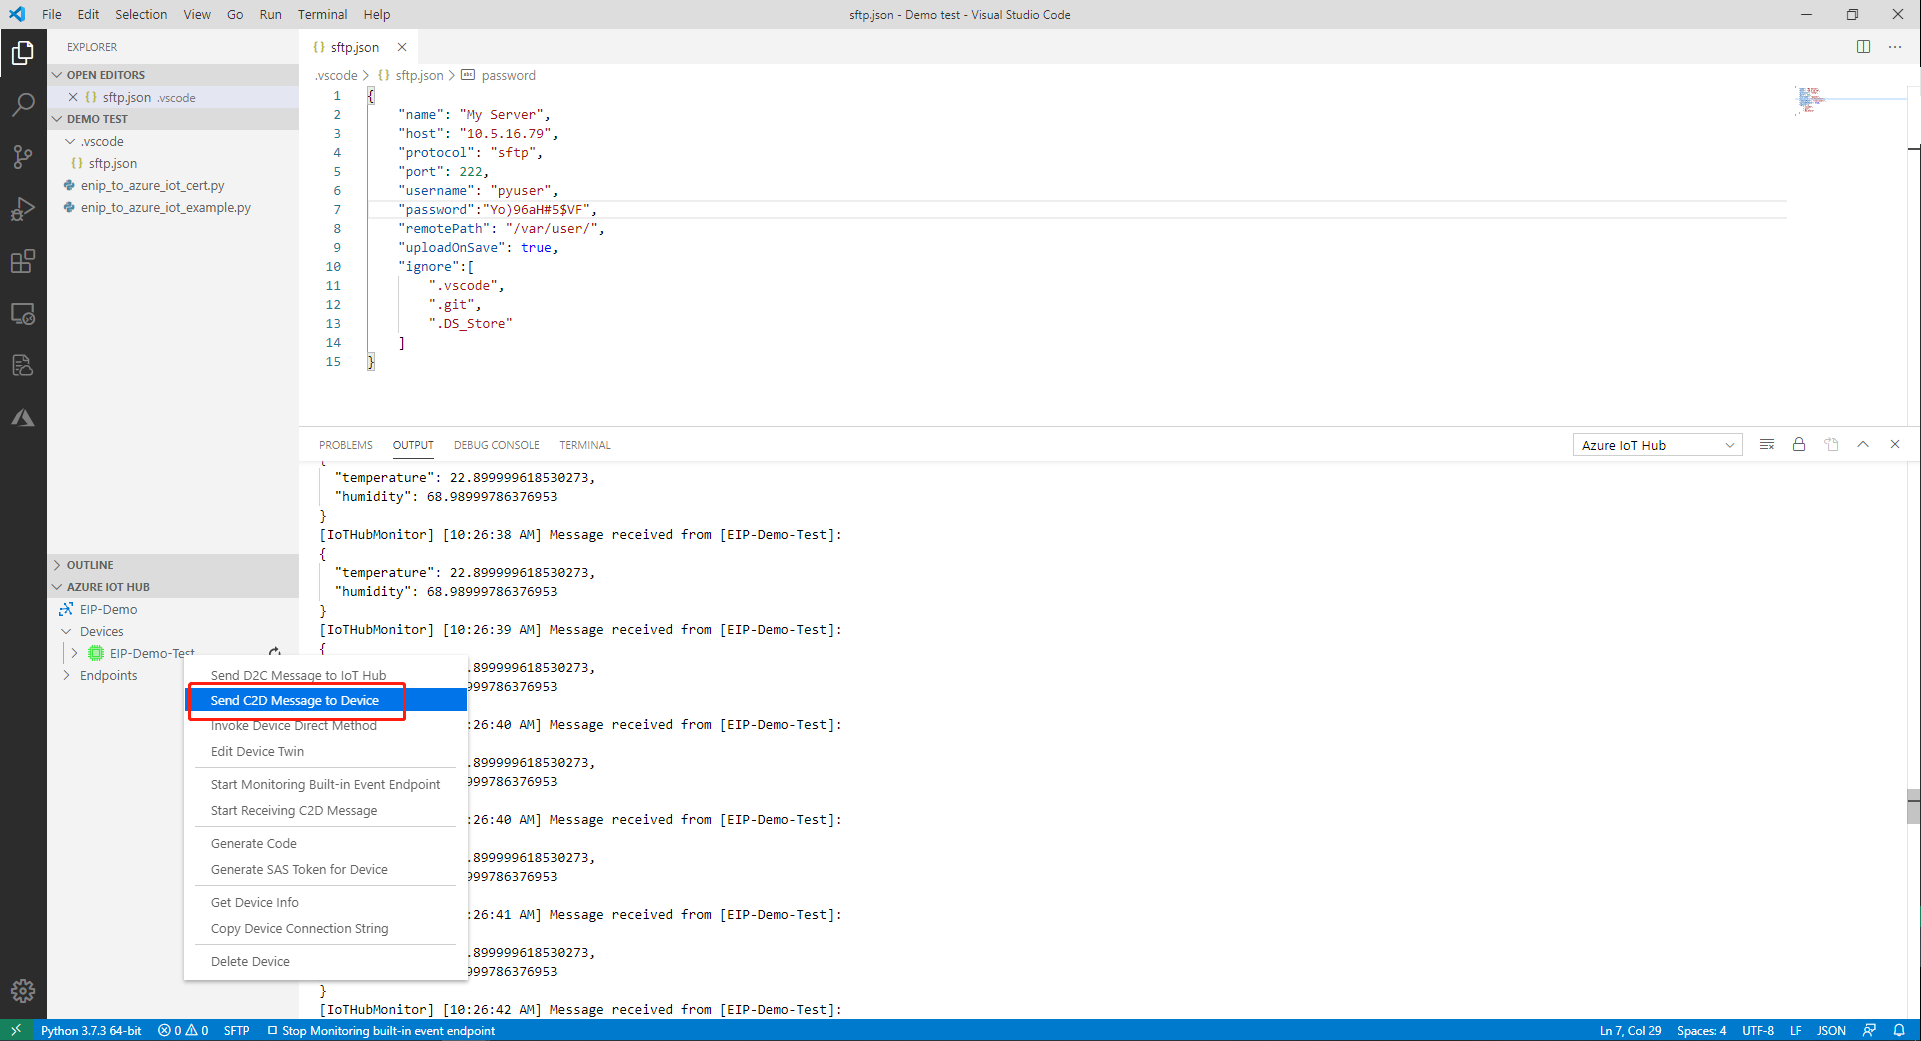 File Edit Selection View Go Run Terminal Help
sftp.json - Demo test - Visual Studio Code
EXPLORER
OPEN EDITORS
sftp.json .vscode
DEMO TEST
.vscode
sftp.json
enip_to_azure_iot_cert.py
enip_to_azure_iot_example.py
OUTLINE
AZURE IOT HUB
EIP-Demo
Devices
EIP-Demo-Test
Endpoints
Send D2C Message to IoT Hub
Send C2D Message to Device
Invoke Device Direct Method
Edit Device Twin
Start Monitoring Built-in Event Endpoint
Start Receiving C2D Message
Generate Code
Generate SAS Token for Device
Get Device Info
Copy Device Connection String
Delete Device
{} sftp.json
.vscode > {} sftp.json > abc password
1 {
2 "name": "My Server",
3 "host": "10.5.16.79",
4 "protocol": "sftp",
5 "port": 222,
6 "username": "pyuser",
7 "password":"Yo)96aH#5$VF",
8 "remotePath": "/var/user/",
9 "uploadOnSave": true,
10 "ignore":[
11 ".vscode",
12 ".git",
13 ".DS_Store"
14 ]
15 }
PROBLEMS OUTPUT DEBUG CONSOLE TERMINAL
Azure IoT Hub
{
"temperature": 22.899999618530273,
"humidity": 68.98999786376953
}
[IoTHubMonitor] [10:26:38 AM] Message received from [EIP-Demo-Test]:
{
"temperature": 22.899999618530273,
"humidity": 68.98999786376953
}
[IoTHubMonitor] [10:26:39 AM] Message received from [EIP-Demo-Test]:
{
.899999618530273,
999786376953
:26:40 AM] Message received from [EIP-Demo-Test]:
.899999618530273,
999786376953
:26:40 AM] Message received from [EIP-Demo-Test]:
.899999618530273,
999786376953
:26:41 AM] Message received from [EIP-Demo-Test]:
.899999618530273,
999786376953
}
[IoTHubMonitor] [10:26:42 AM] Message received from [EIP-Demo-Test]:
Python 3.7.3 64-bit 0 0 SFTP Stop Monitoring built-in event endpoint
Ln 7, Col 29 Spaces: 4 UTF-8 LF JSON